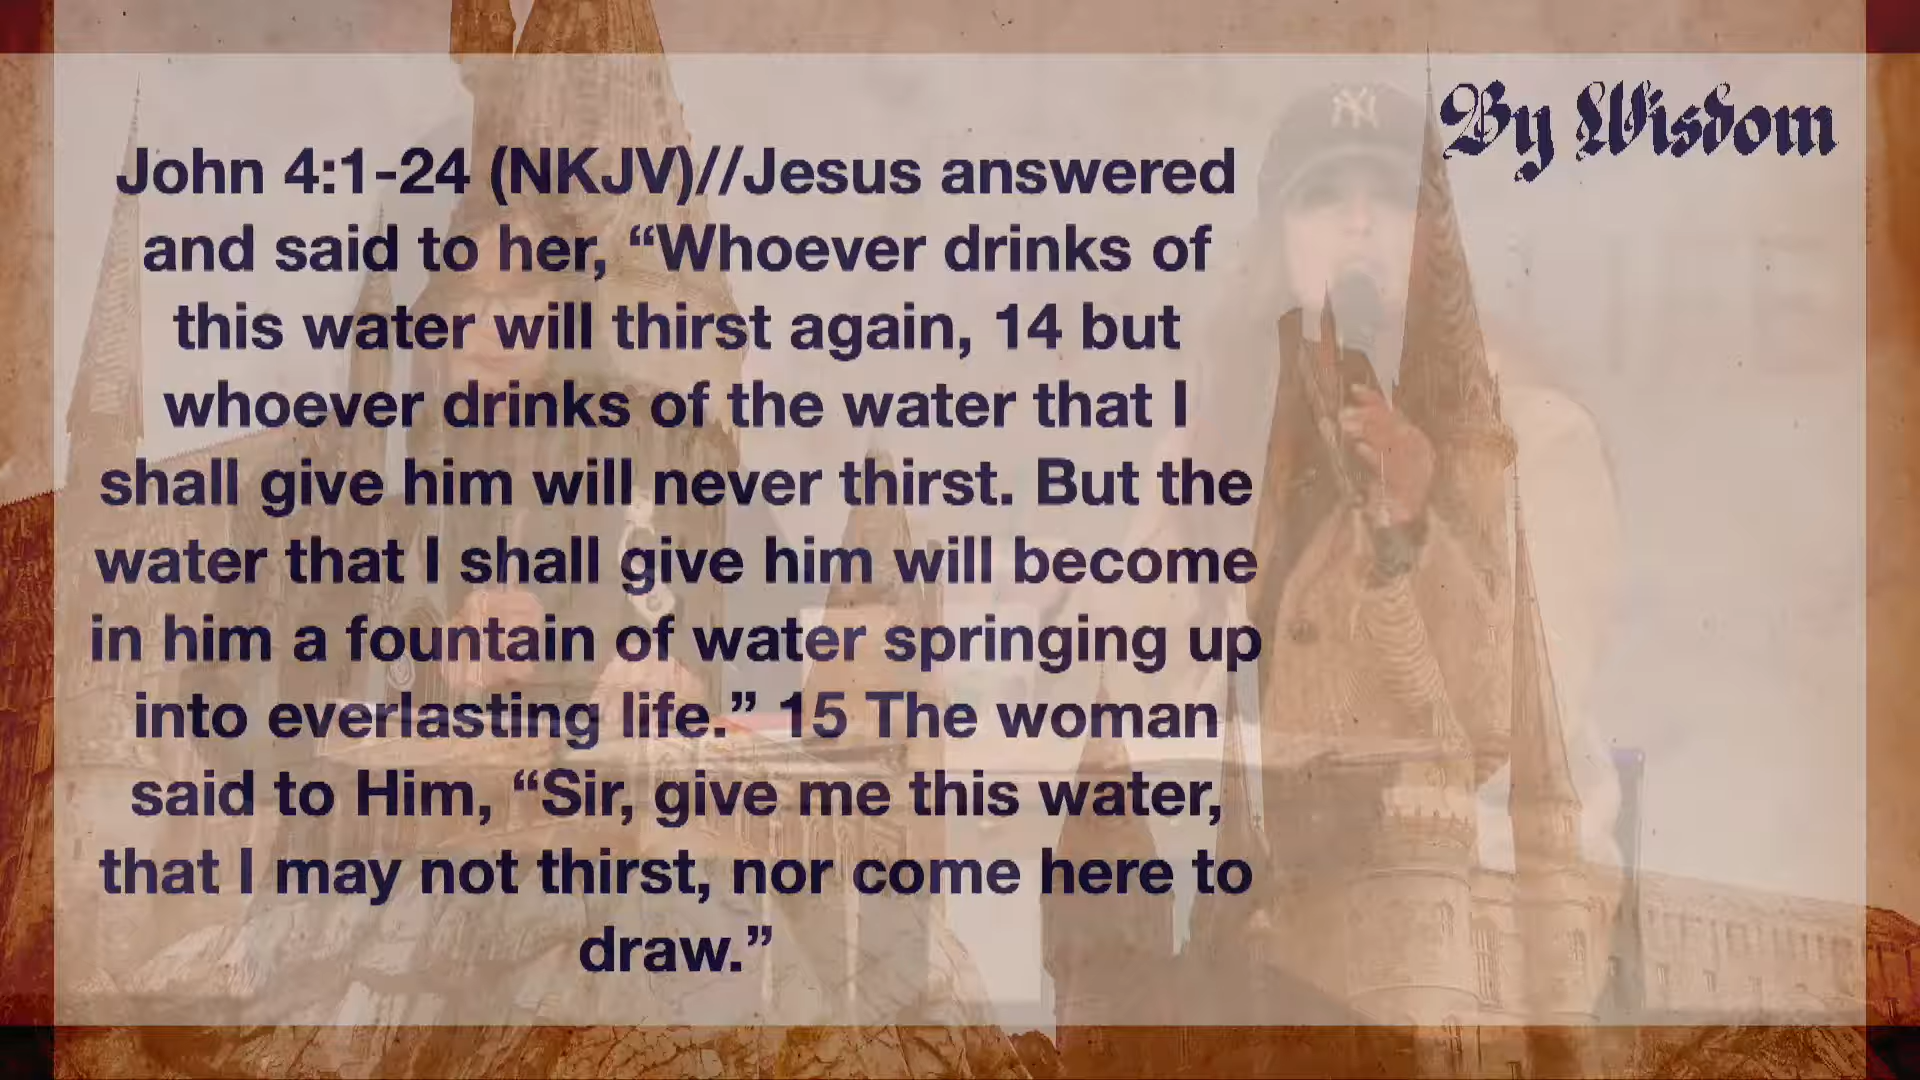 By Wisdom
John 4:1-24 (NKJV)//Jesus answered
and said to her, “Whoever drinks of
this water will thirst again, 14 but
whoever drinks of the water that I
shall give him will never thirst. But the
water that I shall give him will become
in him a fountain of water springing up
into everlasting life.” 15 The woman
said to Him, “Sir, give me this water,
that I may not thirst, nor come here to
draw.”
NY